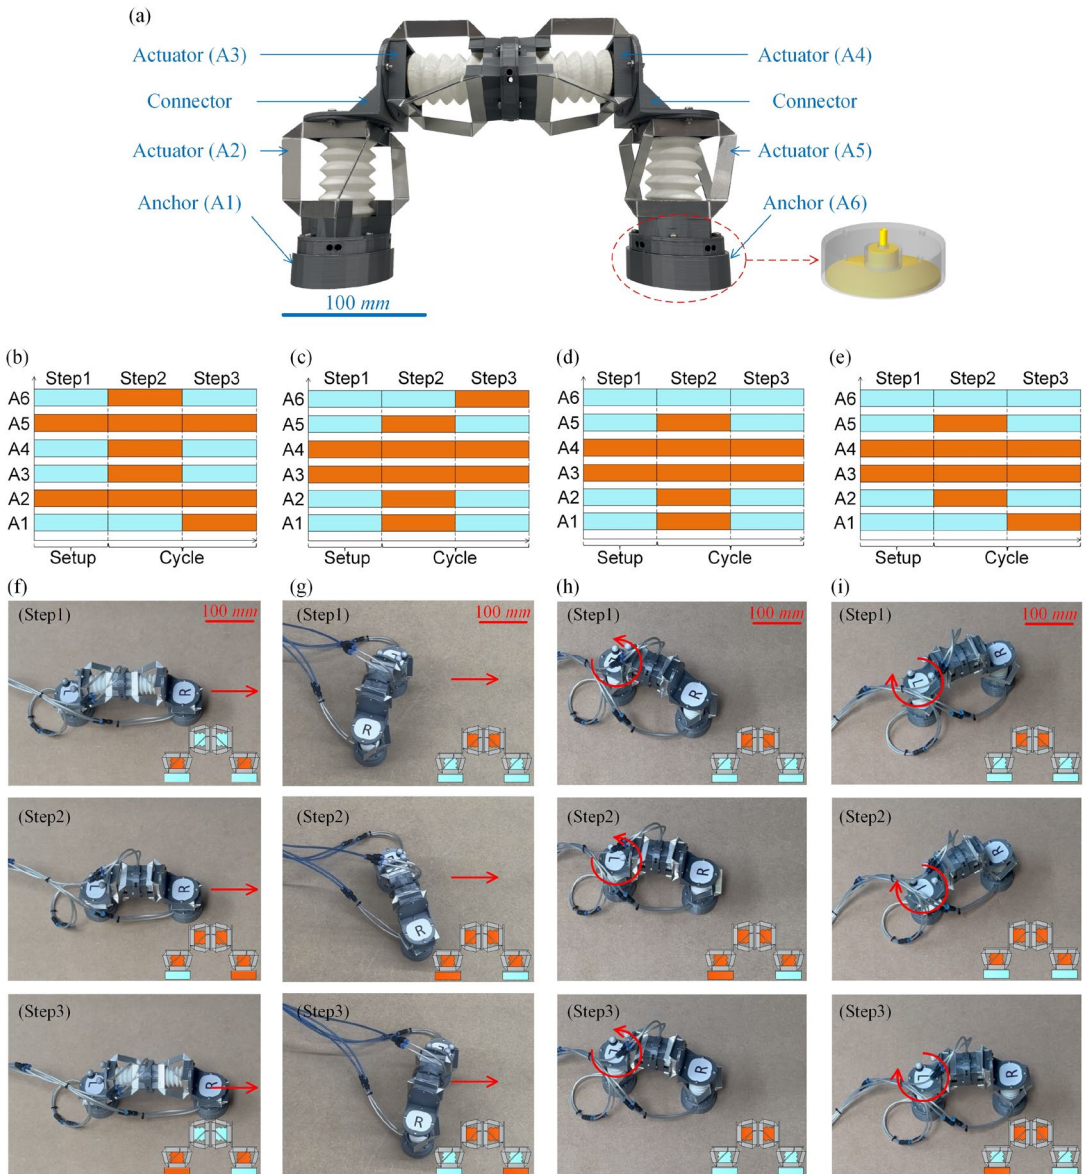 (a)
Actuator (A3)
Actuator (A4)
Connector
Connector
Actuator (A2)
Actuator (A5)
Anchor (A1)
Anchor (A6)
100 mm
(b)
(c)
(d)
(e)
Step1 Step2 Step3
A6
A5
A4
A3
A2
A1
Setup Cycle
Step1 Step2 Step3
A6
A5
A4
A3
A2
A1
Setup Cycle
Step1 Step2 Step3
A6
A5
A4
A3
A2
A1
Setup Cycle
Step1 Step2 Step3
A6
A5
A4
A3
A2
A1
Setup Cycle
(f)
(g)
(h)
(i)
(Step1)
100 mm
L
R
(Step1)
100 mm
L
R
(Step1)
100 mm
L
R
(Step1)
100 mm
L
R
(Step2)
L
R
(Step2)
R
(Step2)
L
R
(Step2)
L
R
(Step3)
L
R
(Step3)
R
(Step3)
L
R
(Step3)
L
R